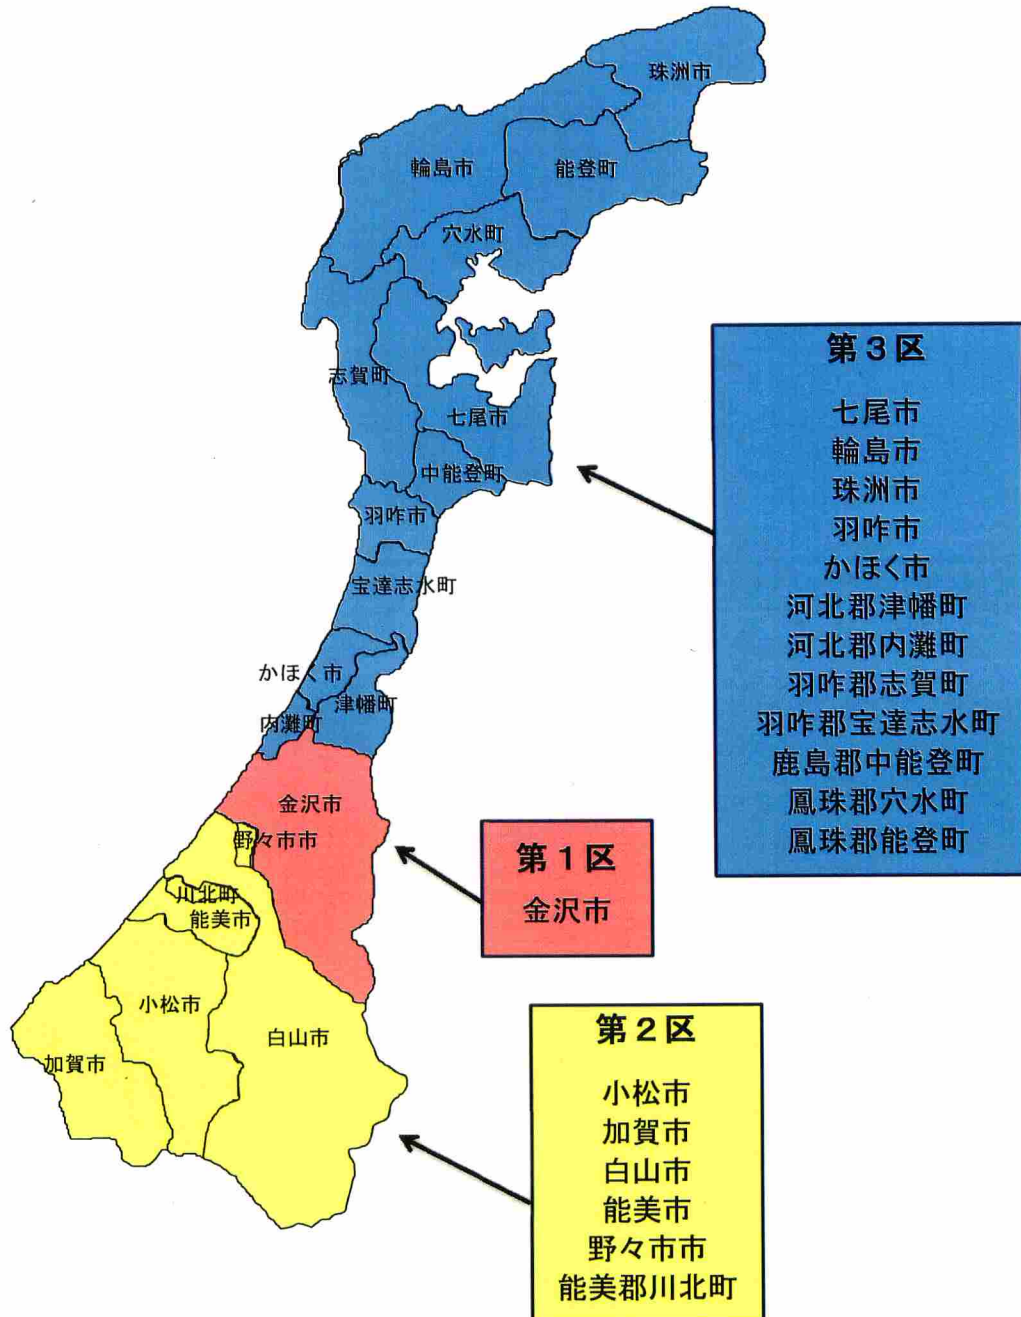 珠洲市
輪島市
能登町
穴水町
志賀町
七尾市
中能登町
羽咋市
宝達志水町
かほく市
津幡町
内灘町
金沢市
野々市市
川北町
能美市
小松市
白山市
加賀市
第3区
七尾市
輪島市
珠洲市
羽咋市
かほく市
河北郡津幡町
河北郡内灘町
羽咋郡志賀町
羽咋郡宝達志水町
鹿島郡中能登町
鳳珠郡穴水町
鳳珠郡能登町
第1区
金沢市
第2区
小松市
加賀市
白山市
能美市
野々市市
能美郡川北町